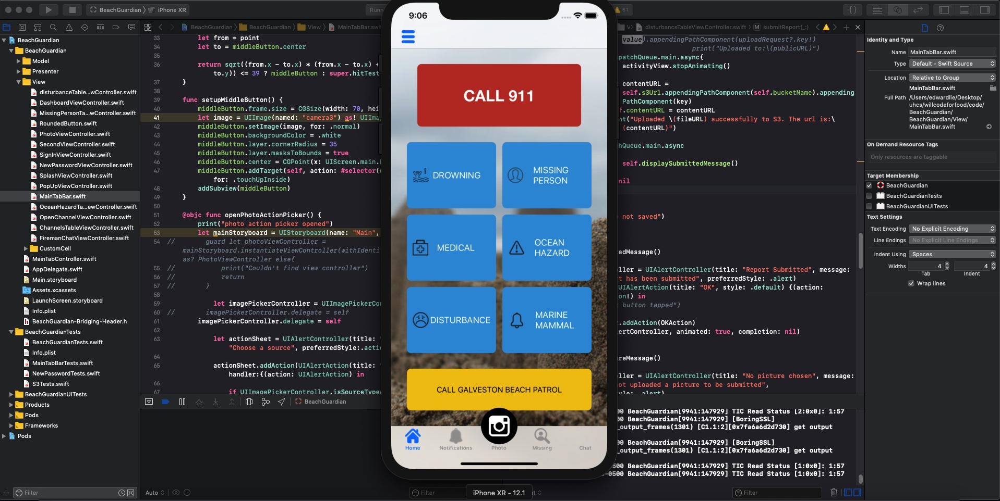 BeachGuardian
iPhone XR
Runn
61
BeachGuardian
BeachGuardian
View
MainTabBar.swi
disturbanceTableViewController.swift
M submitReport(_:)
BeachGuardian
BeachGuardian
Model
Presenter
View
disturbanceTable...wController.swift
DashboardViewController.swift
MissingPersonTa...wController.swift
RoundedButton.swift
PhotoViewController.swift
SecondViewController.swift
SignInViewController.swift
NewPasswordViewController.swift
SplashViewController.swift
PopUpViewController.swift
MainTabBar.swift
OceanHazardTa...ewController.swift
OpenChannelViewController.swift
ChannelsTableViewController.swift
FiremanChatViewController.swift
CustomCell
MainTabController.swift
AppDelegate.swift
Main.storyboard
Assets.xcassets
LaunchScreen.storyboard
Info.plist
BeachGuardian-Bridging-Header.h
BeachGuardianTests
BeachGuardianTests.swift
Info.plist
MainTabBarTests.swift
NewPasswordTests.swift
S3Tests.swift
BeachGuardianUITests
Products
Pods
Frameworks
Pods
Filter
33 let from = point
34 let to = middleButton.center
35
36 return sqrt((from.x - to.x) * (from.x - to.x) +
to.y)) <= 39 ? middleButton : super.hitTest
37 }
38
39 func setupMiddleButton() {
40 middleButton.frame.size = CGSize(width: 70, hei
41 let image = UIImage(named: "camera3") as! UIIma
42 middleButton.setImage(image, for: .normal)
43 middleButton.backgroundColor = .white
44 middleButton.layer.cornerRadius = 35
45 middleButton.layer.masksToBounds = true
46 middleButton.center = CGPoint(x: UIScreen.main.
47 middleButton.addTarget(self, action: #selector(
for: .touchUpInside)
48 addSubview(middleButton)
49 }
50
51 @objc func openPhotoActionPicker() {
52 print("photo action picker opened")
53 let mainStoryboard = UIStoryboard(name: "Main",
54 // guard let photoViewController =
mainStoryboard.instantiateViewController(withIdenti
as? PhotoViewController else{
55 // print("Couldn't find view controller")
56 // return
57 // }
58
59 let imagePickerController = UIImagePickerCon
60 // imagePickerController.delegate = self
61 imagePickerController.delegate = self
62
63 let actionSheet = UIAlertController(title: "
"Choose a source", preferredStyle:.actio
64
65 actionSheet.addAction(UIAlertAction(title: "
handler:{(action: UIAlertAction) in
66
67 if UIImagePickerController.isSourceTypeA
BeachGuardian
Auto
Filter
9:06
CALL 911
DROWNING
MISSING
PERSON
MEDICAL
OCEAN
HAZARD
DISTURBANCE
MARINE
MAMMAL
CALL GALVESTON BEACH PATROL
Home
Notifications
Photo
Missing
Chat
iPhone XR - 12.1
value).appendingPathComponent(uploadRequest?.key!)
print("Uploaded to:\(publicURL)")
patchQueue.main.async{
activityView.stopAnimating()
contentURL =
self.s3Url.appendingPathComponent(self.bucketName).appending
PathComponent(key)
f.contentURL = contentURL
nt("Uploaded \(fileURL) successfully to S3. The url is:\
(contentURL)")
hQueue.main.async
self.displaySubmittedMessage()
nil
not saved")
tedMessage()
ller = UIAlertController(title: "Report Submitted", message:
rt has been submitted", preferredStyle: .alert)
UIAlertAction(title: "OK", style: .default) {(action:
on!) in
button tapped")
r.addAction(OKAction)
ertController, animated: true, completion: nil)
ureMessage()
ller = UIAlertController(title: "No picture chosen", message:
not uploaded a picture to be submitted",
yle: .alert)
00 BeachGuardian[9941:147929] TIC Read Status [2:0x0]: 1:57
00 BeachGuardian[9941:147929] [BoringSSL]
_output_frames(1301) [C1.1:2][0x7fa6a6d2d730] get output
00 BeachGuardian[9941:147929] [BoringSSL]
_output_frames(1301) [C1.1:2][0x7fa6a6d2d730] get output
-0500 BeachGuardian[9941:147929] TIC Read Status [1:0x0]: 1:57
-0500 BeachGuardian[9941:147929] TIC Read Status [1:0x0]: 1:57
Filter
Identity and Type
Name MainTabBar.swift
Type Default - Swift Source
Location Relative to Group
MainTabBar.swift
Full Path /Users/edwardlie/Desktop/
uhcs/willcodeforfood/code/
BeachGuardian/
BeachGuardian/View/
MainTabBar.swift
On Demand Resource Tags
Only resources are taggable
Target Membership
BeachGuardian
BeachGuardianTests
BeachGuardianUITests
Text Settings
Text Encoding No Explicit Encoding
Line Endings No Explicit Line Endings
Indent Using Spaces
Widths 4 4
Tab Indent
Wrap lines